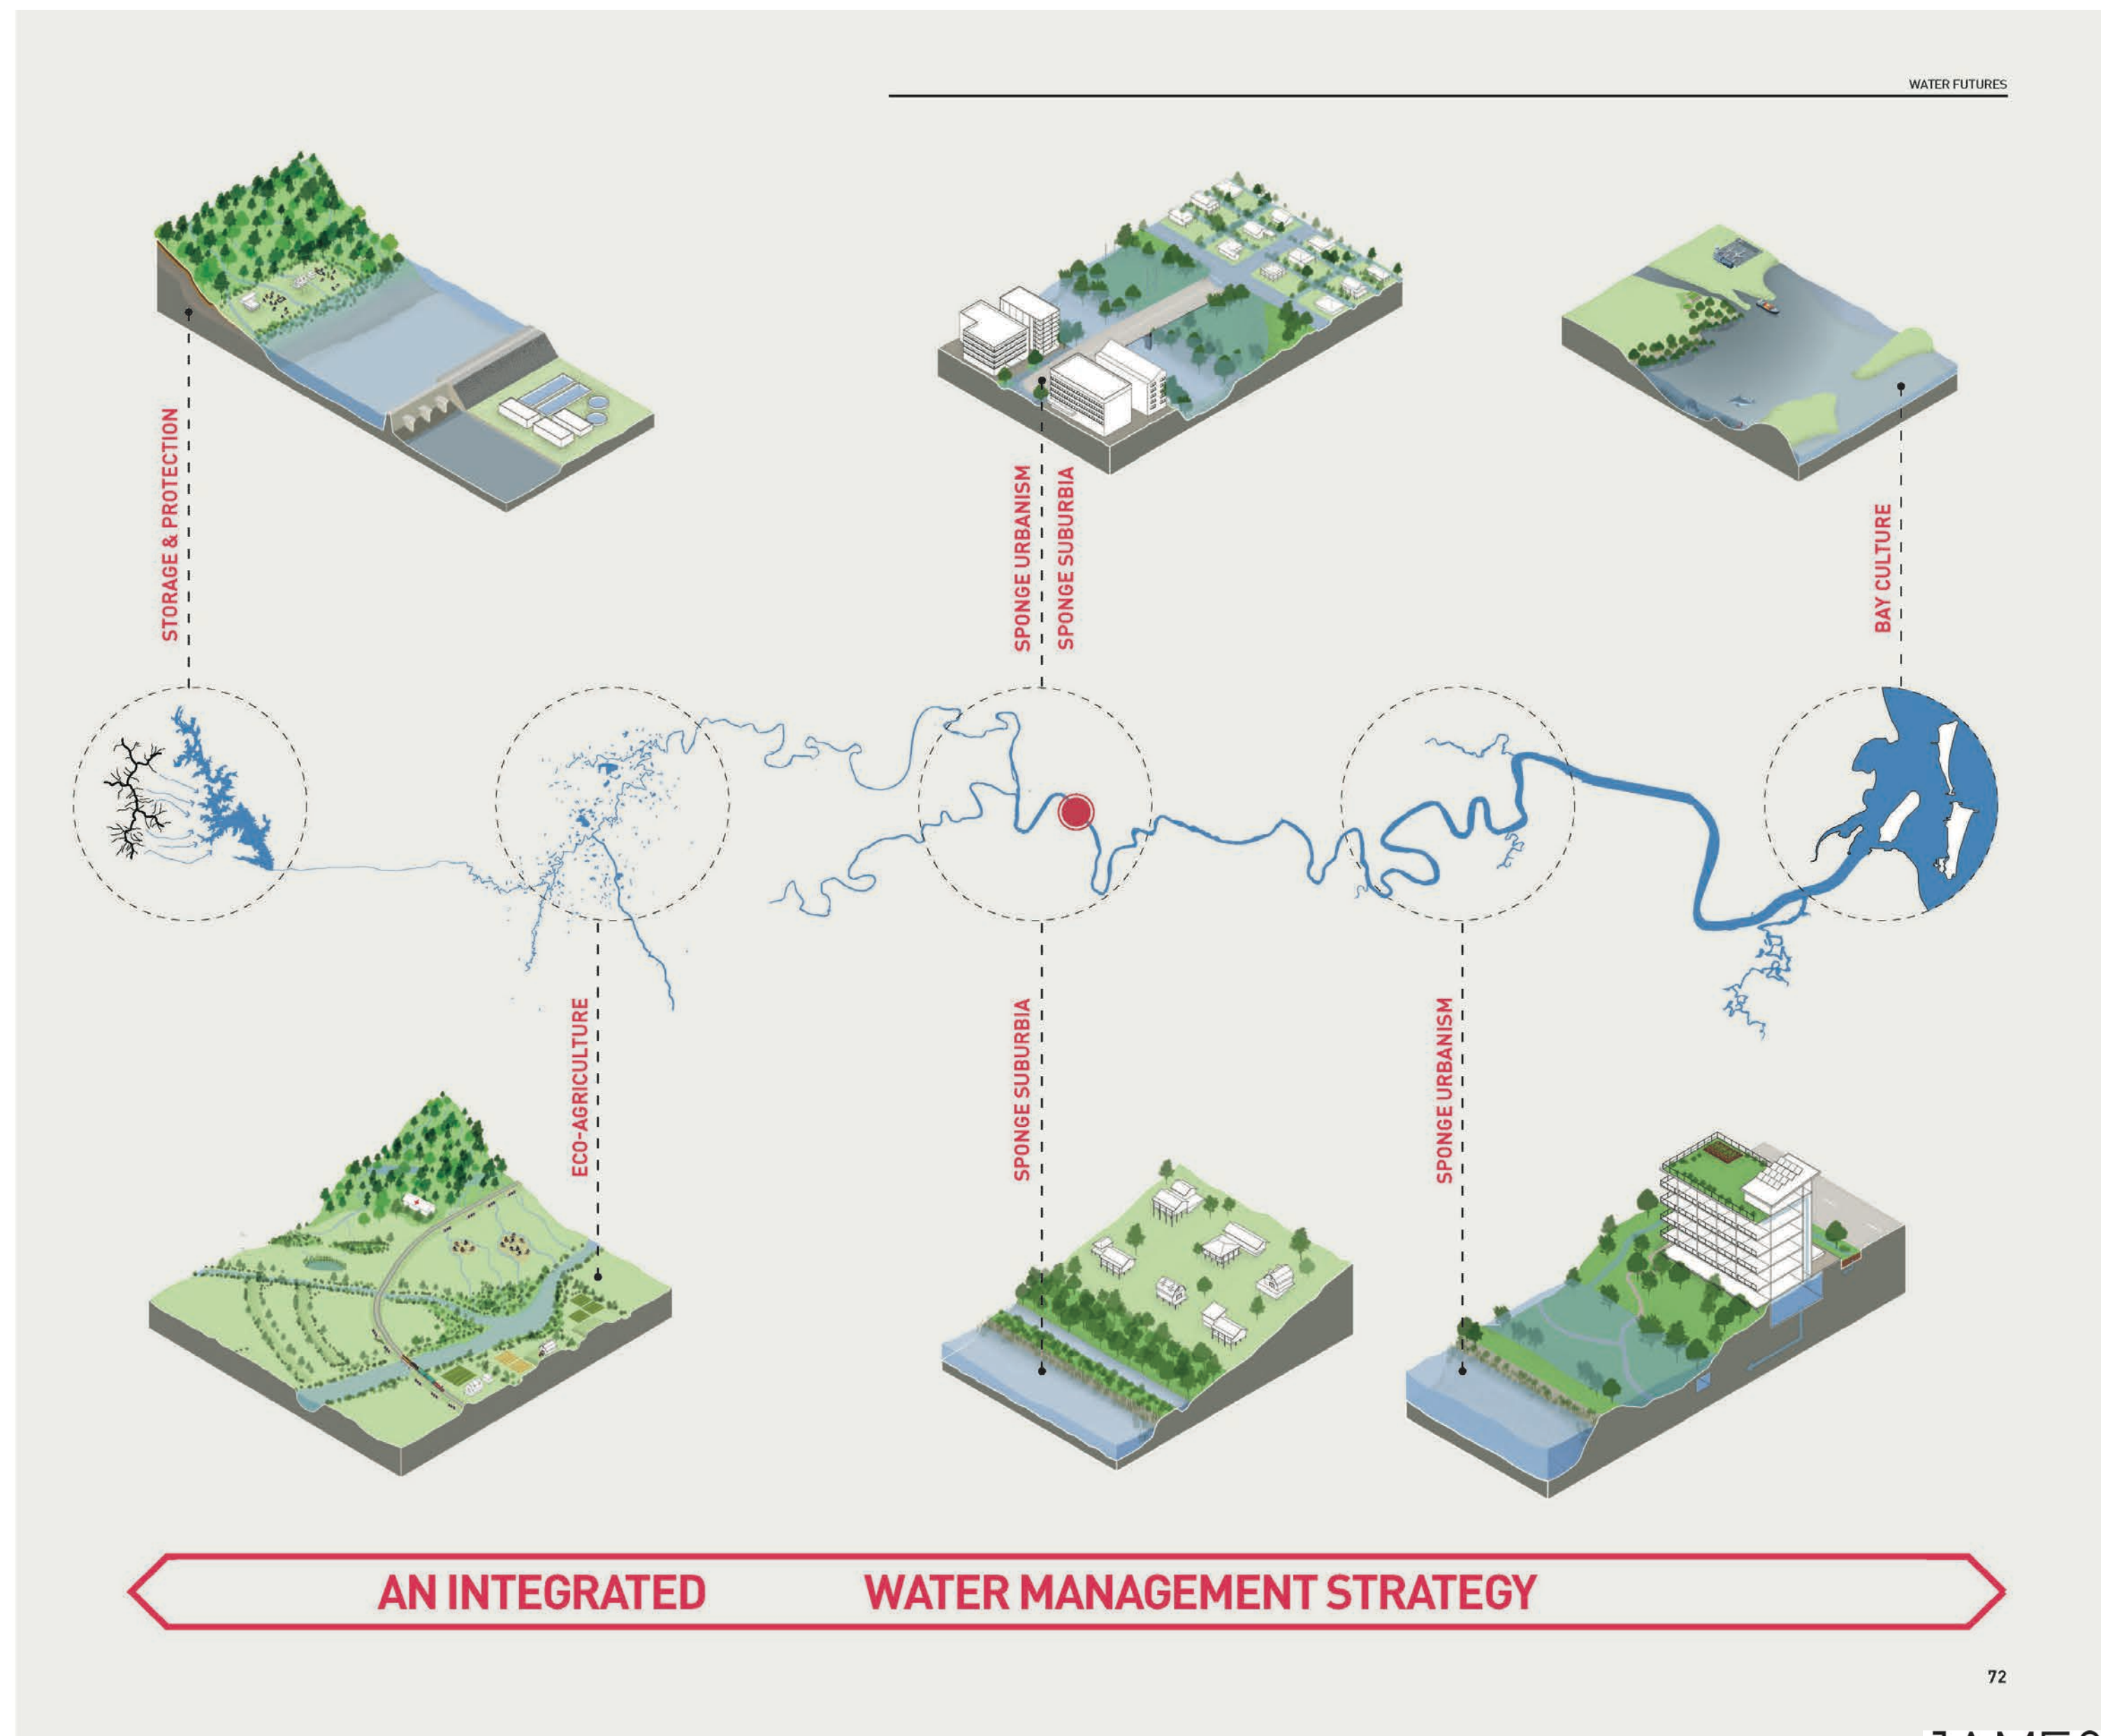 WATER FUTURES
STORAGE & PROTECTION
SPONGE URBANISM
SPONGE SUBURBIA
BAY CULTURE
ECO-AGRICULTURE
SPONGE SUBURBIA
SPONGE URBANISM
AN INTEGRATED WATER MANAGEMENT STRATEGY
72